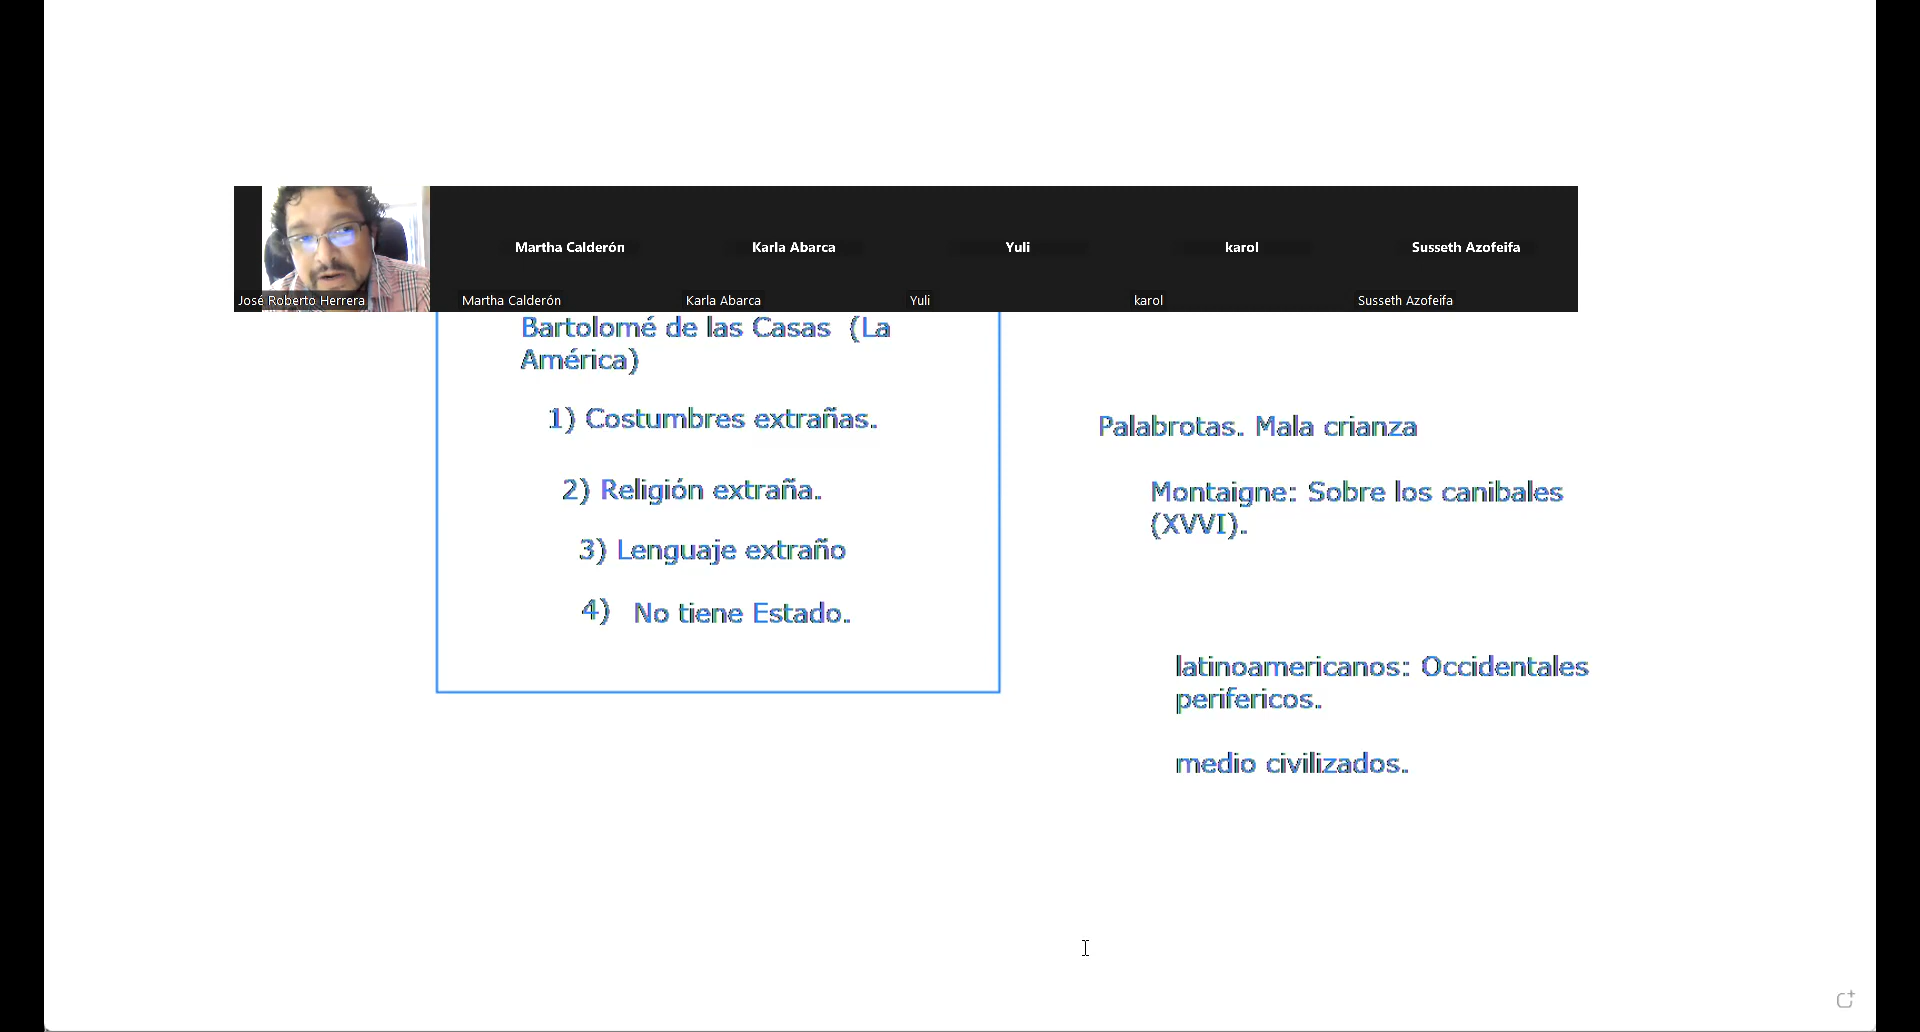 Martha Calderón
Karla Abarca
Yuli
karol
Susseth Azofeifa
José Roberto Herrera
Martha Calderón
Karla Abarca
Yuli
karol
Susseth Azofeifa
Bartolomé de las Casas (La
América)
1) Costumbres extrañas.
2) Religión extraña.
3) Lenguaje extraño
4) No tiene Estado.
Palabrotas. Mala crianza
Montaigne: Sobre los canibales
(XVVI).
latinoamericanos: Occidentales
perifericos.
medio civilizados.